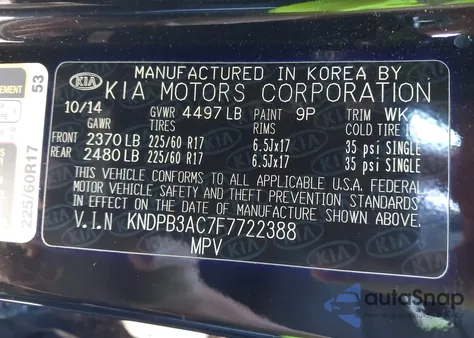 MANUFACTURED IN KOREA BY
KIA MOTORS CORPORATION
10/14 GVWR 4497 LB PAINT 9P TRIM WK
GAWR TIRES RIMS COLD TIRE
FRONT 2370 LB 225/60 R17 6.5Jx17 35 psi SINGLE
REAR 2480 LB 225/60 R17 6.5Jx17 35 psi SINGLE
THIS VEHICLE CONFORMS TO ALL APPLICABLE U.S.A. FEDERAL
MOTOR VEHICLE SAFETY AND THEFT PREVENTION STANDARDS
IN EFFECT ON THE DATE OF MANUFACTURE SHOWN ABOVE.
V.I.N KNDPB3AC7F7722388
MPV
KIA
53
225/60R17
autoSnap